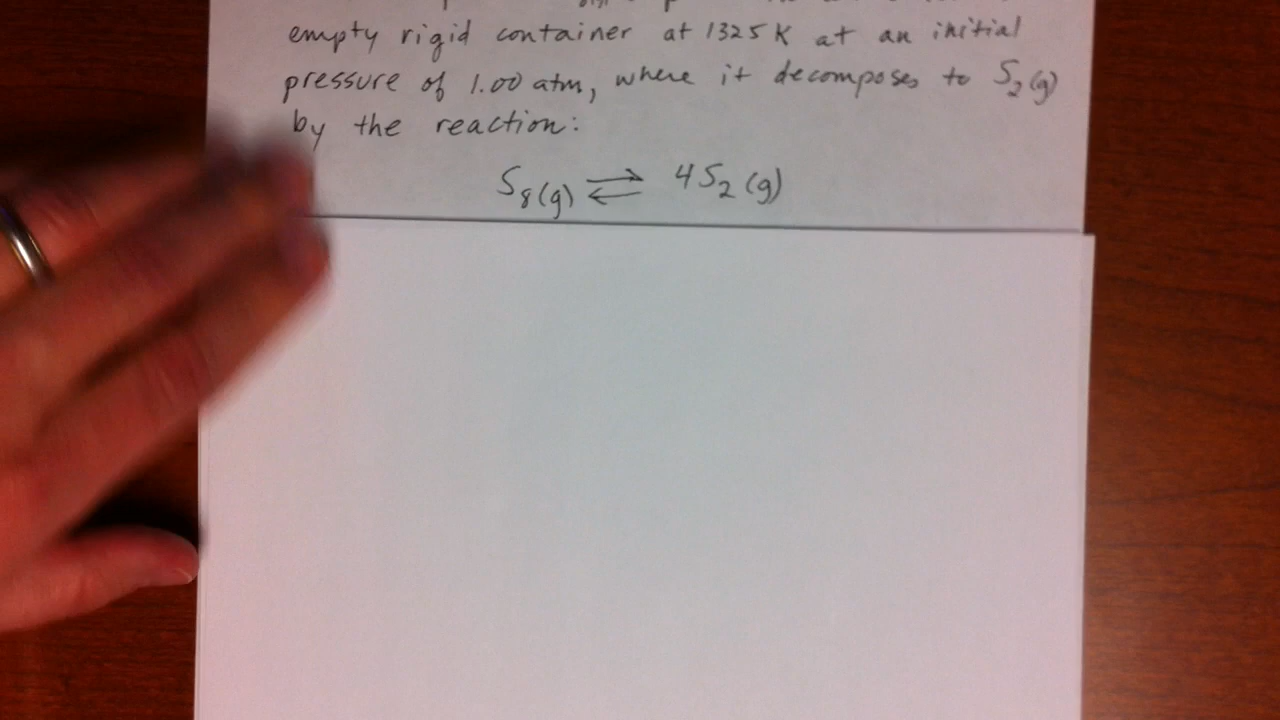 empty rigid container at 1325 K at an initial
pressure of 1.00 atm, where it decomposes to S₂(g)
by the reaction:
S₈(g) ⇌ 4S₂(g)